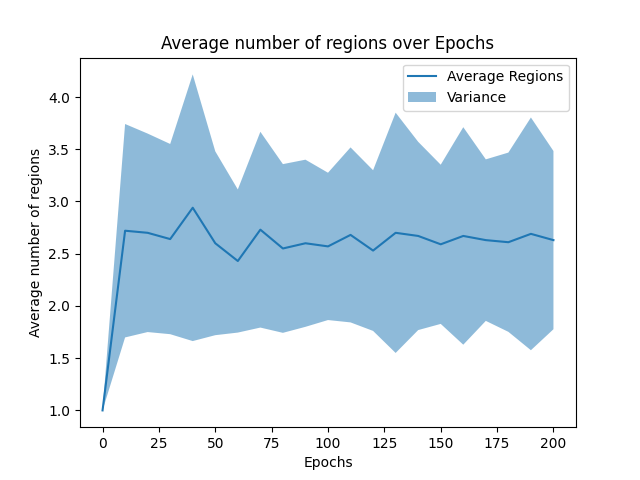 Average number of regions over Epochs
Average Regions
Variance
4.0
3.5
3.0
2.5
2.0
1.5
1.0
Average number of regions
0 25 50 75 100 125 150 175 200
Epochs